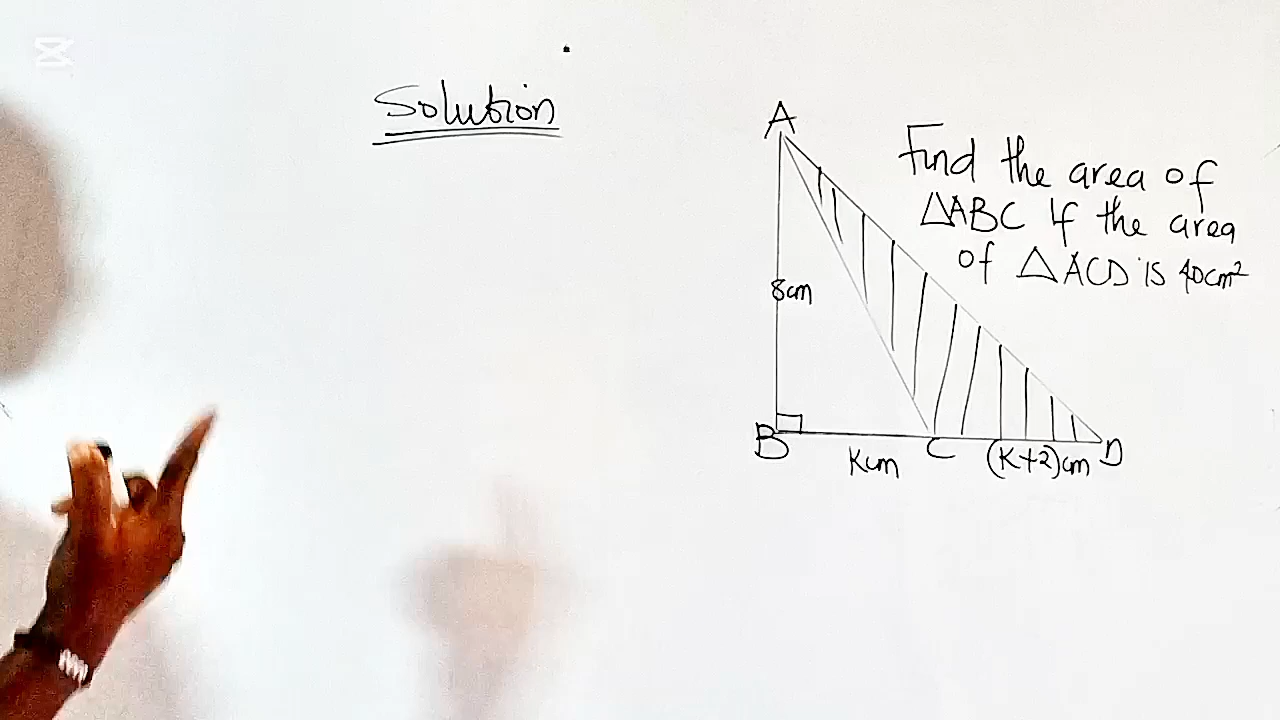 Solution
A
Find the area of
△ABC if the area
of △ACD is 40cm²
8cm
B
C
D
Kcm
(K+2)cm